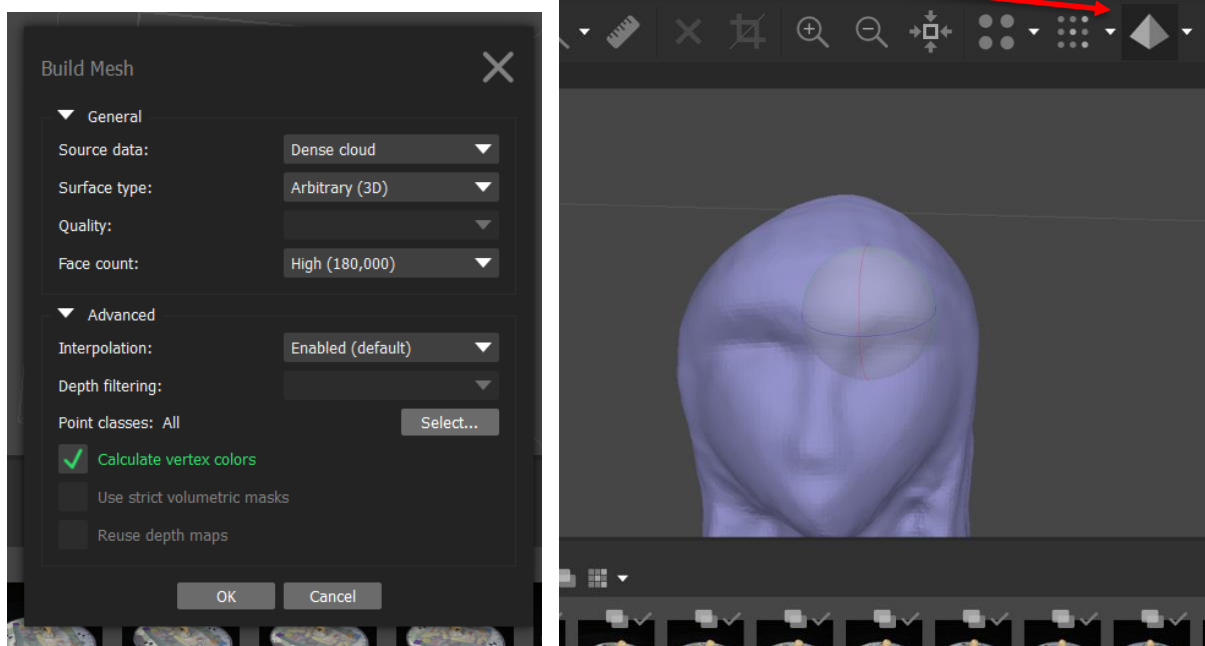 Build Mesh
General
Source data: Dense cloud
Surface type: Arbitrary (3D)
Quality:
Face count: High (180,000)
Advanced
Interpolation: Enabled (default)
Depth filtering:
Point classes: All Select...
Calculate vertex colors
Use strict volumetric masks
Reuse depth maps
OK Cancel